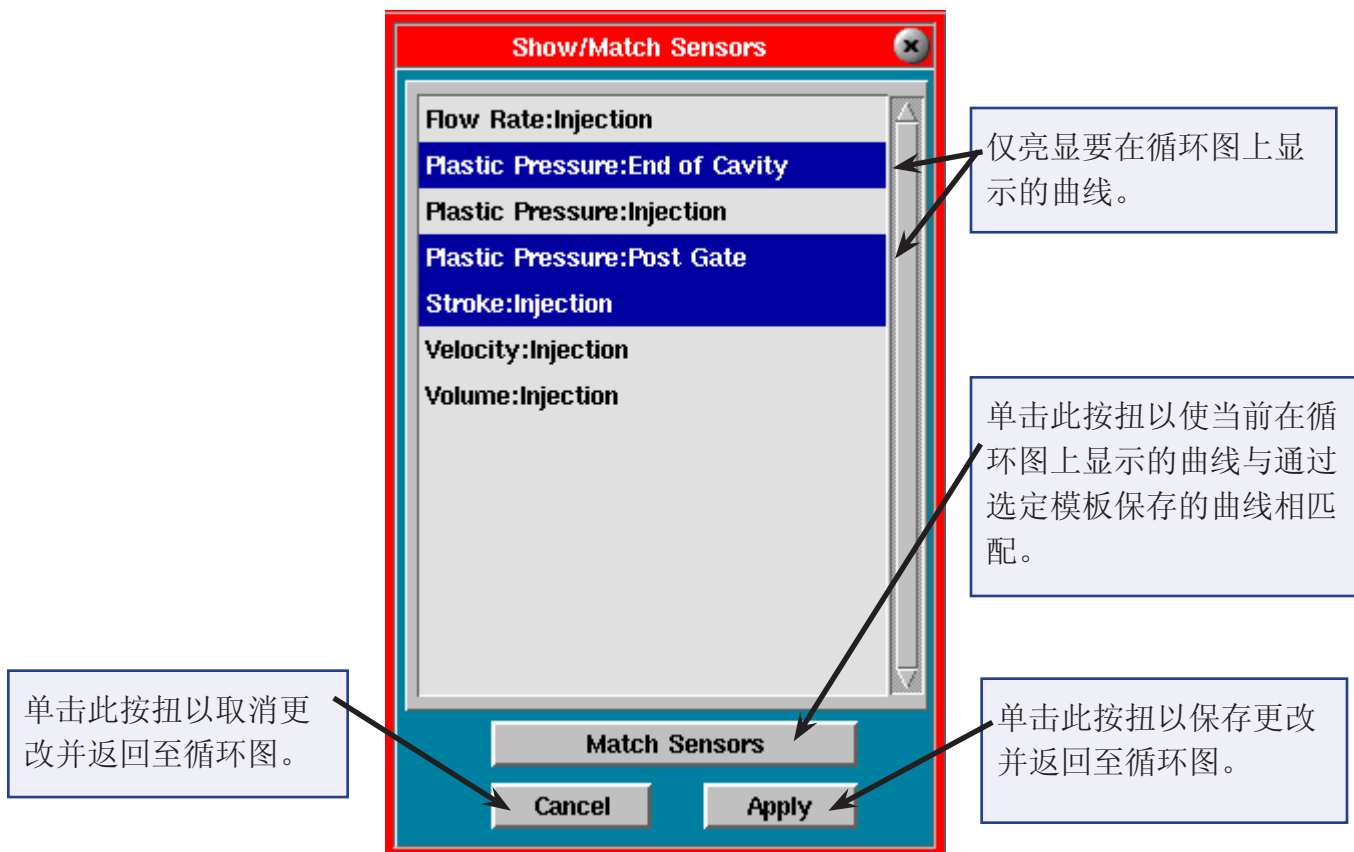 Show/Match Sensors
Flow Rate:Injection
Plastic Pressure:End of Cavity
Plastic Pressure:Injection
Plastic Pressure:Post Gate
Stroke:Injection
Velocity:Injection
Volume:Injection
仅亮显要在循环图上显
示的曲线。
单击此按扭以使当前在循
环图上显示的曲线与通过
选定模板保存的曲线相匹
配。
单击此按扭以取消更
改并返回至循环图。
Match Sensors
Cancel
Apply
单击此按扭以保存更改
并返回至循环图。